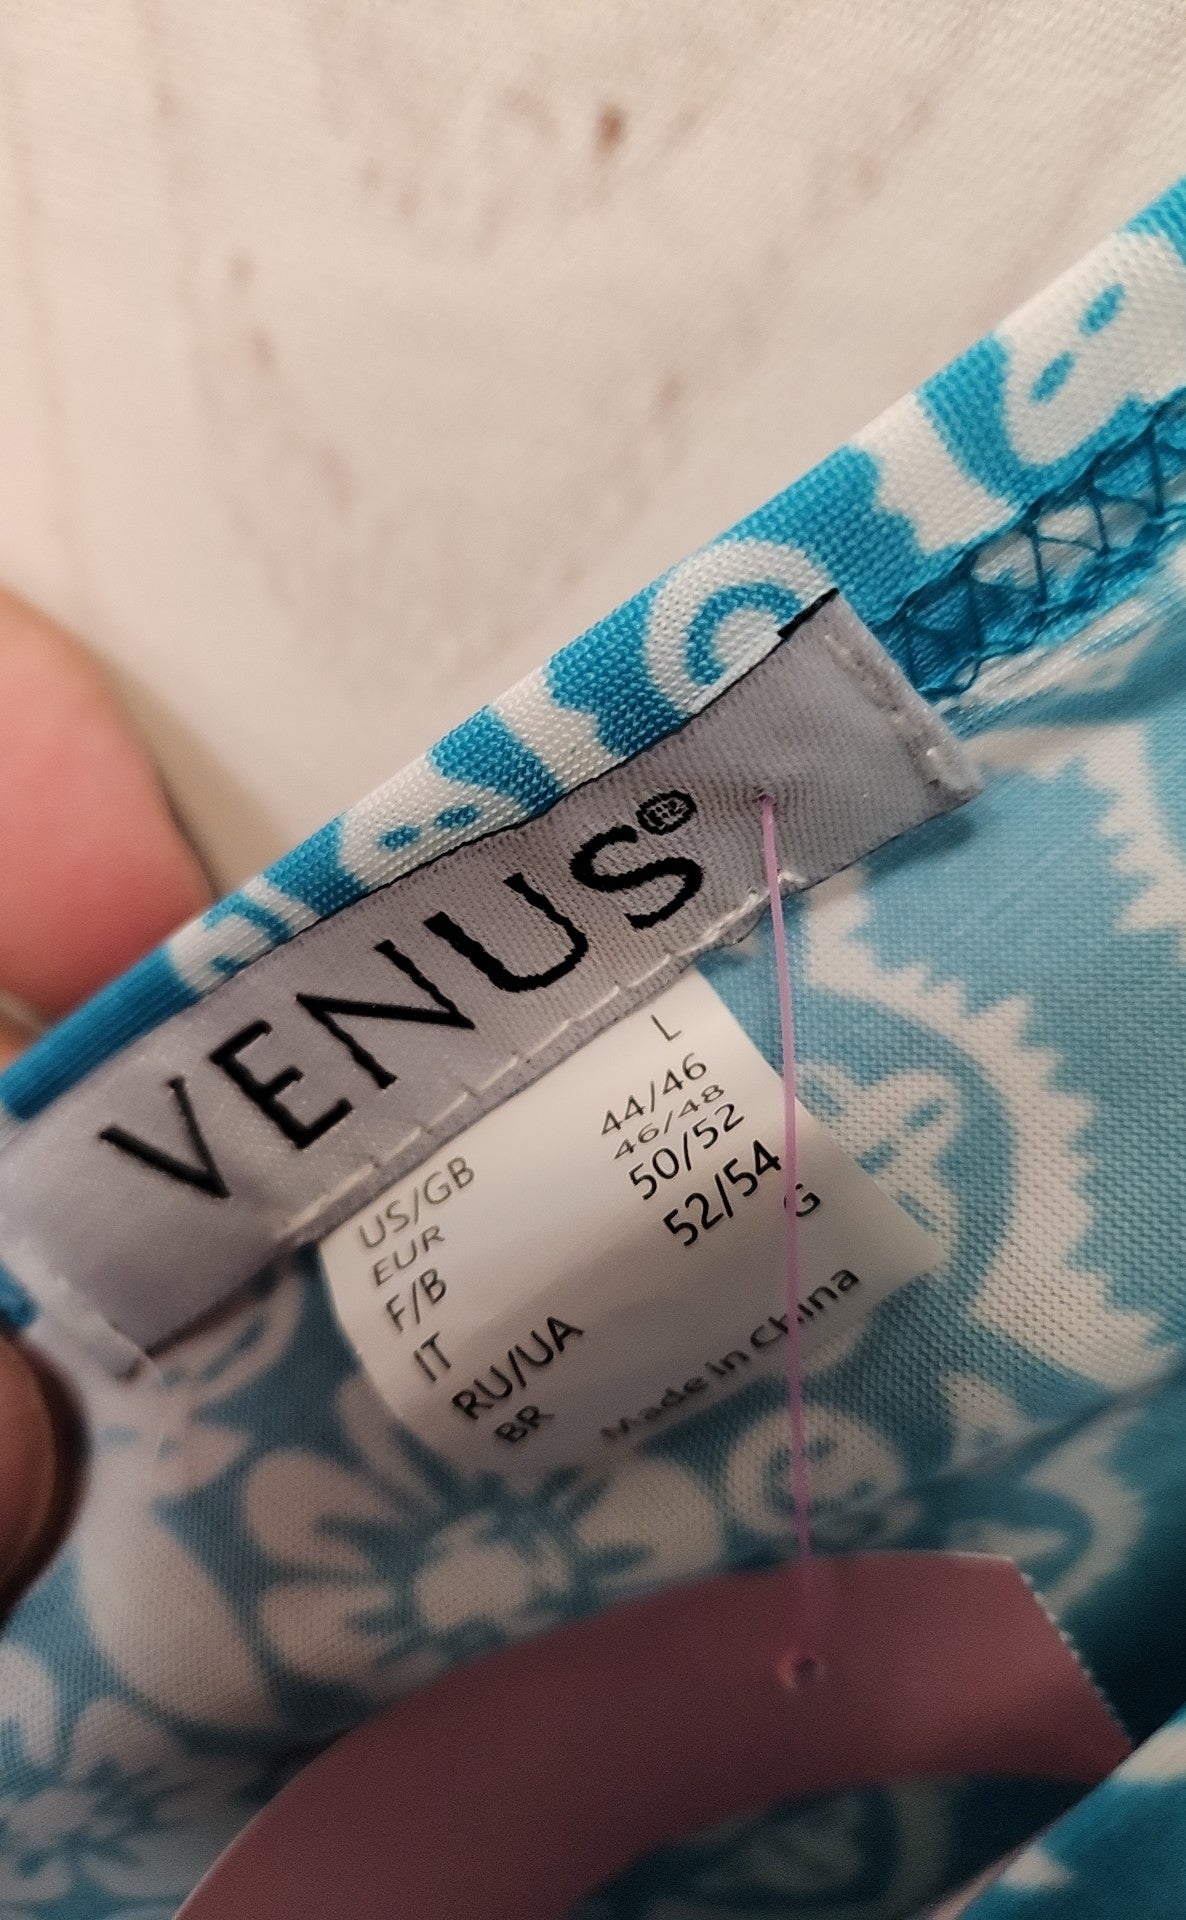 VENUS®
US/GB L
EUR 44/46
F/B 46/48
IT 50/52
RU/UA 52/54
BR G
Made in China